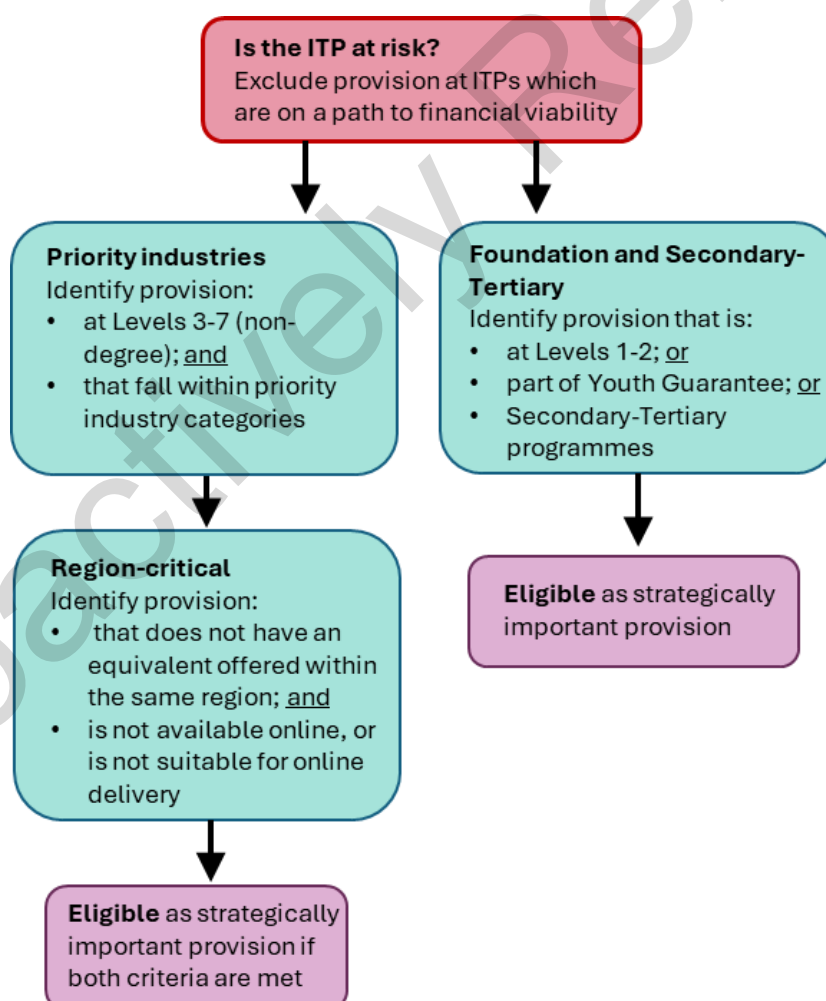 Is the ITP at risk?
Exclude provision at ITPs which
are on a path to financial viability
Priority industries
Identify provision:
• at Levels 3-7 (non-
degree); and
• that fall within priority
industry categories
Foundation and Secondary-
Tertiary
Identify provision that is:
• at Levels 1-2; or
• part of Youth Guarantee; or
• Secondary-Tertiary
programmes
Region-critical
Identify provision:
• that does not have an
equivalent offered within
the same region; and
• is not available online, or
is not suitable for online
delivery
Eligible as strategically
important provision
Eligible as strategically
important provision if
both criteria are met